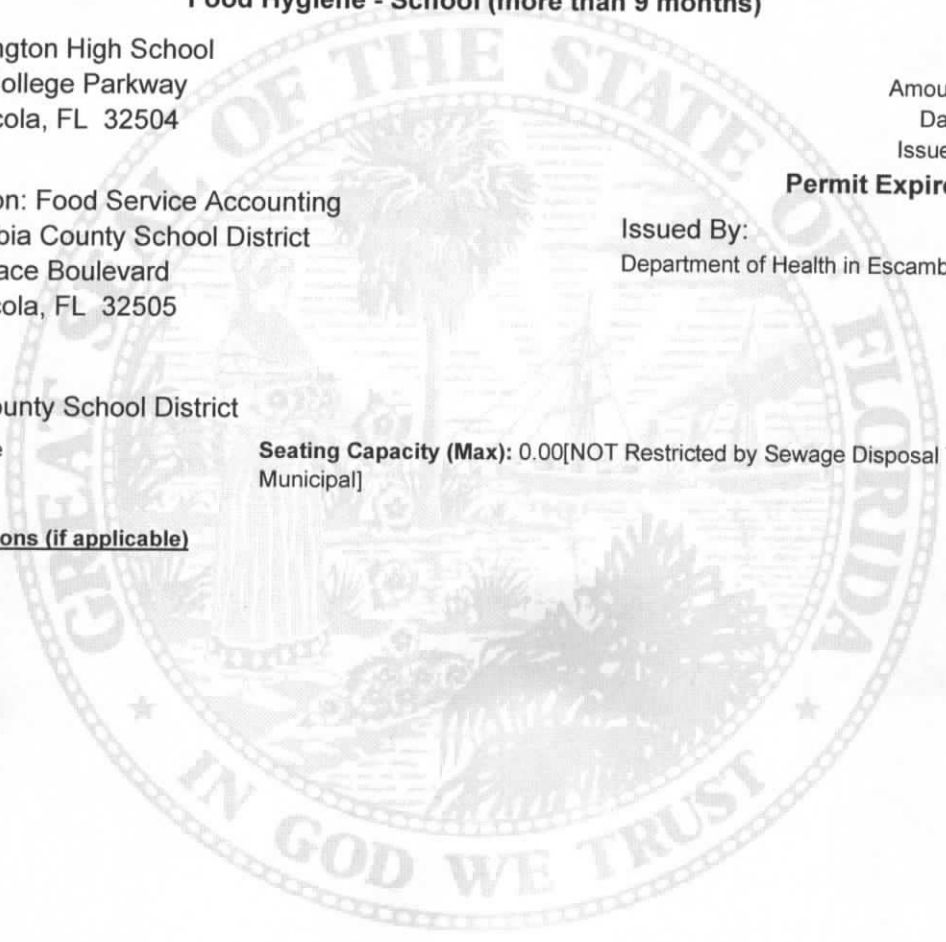 Food Hygiene - School (more than 9 months)
ngton High School
ollege Parkway
cola, FL 32504
Amou
Da
Issue
Permit Expire
on: Food Service Accounting
bia County School District
ace Boulevard
cola, FL 32505
Issued By:
Department of Health in Escamb
ounty School District
e
Seating Capacity (Max): 0.00[NOT Restricted by Sewage Disposal
Municipal]
ons (if applicable)
GREAT SEAL OF THE STATE OF FLORIDA
IN GOD WE TRUST